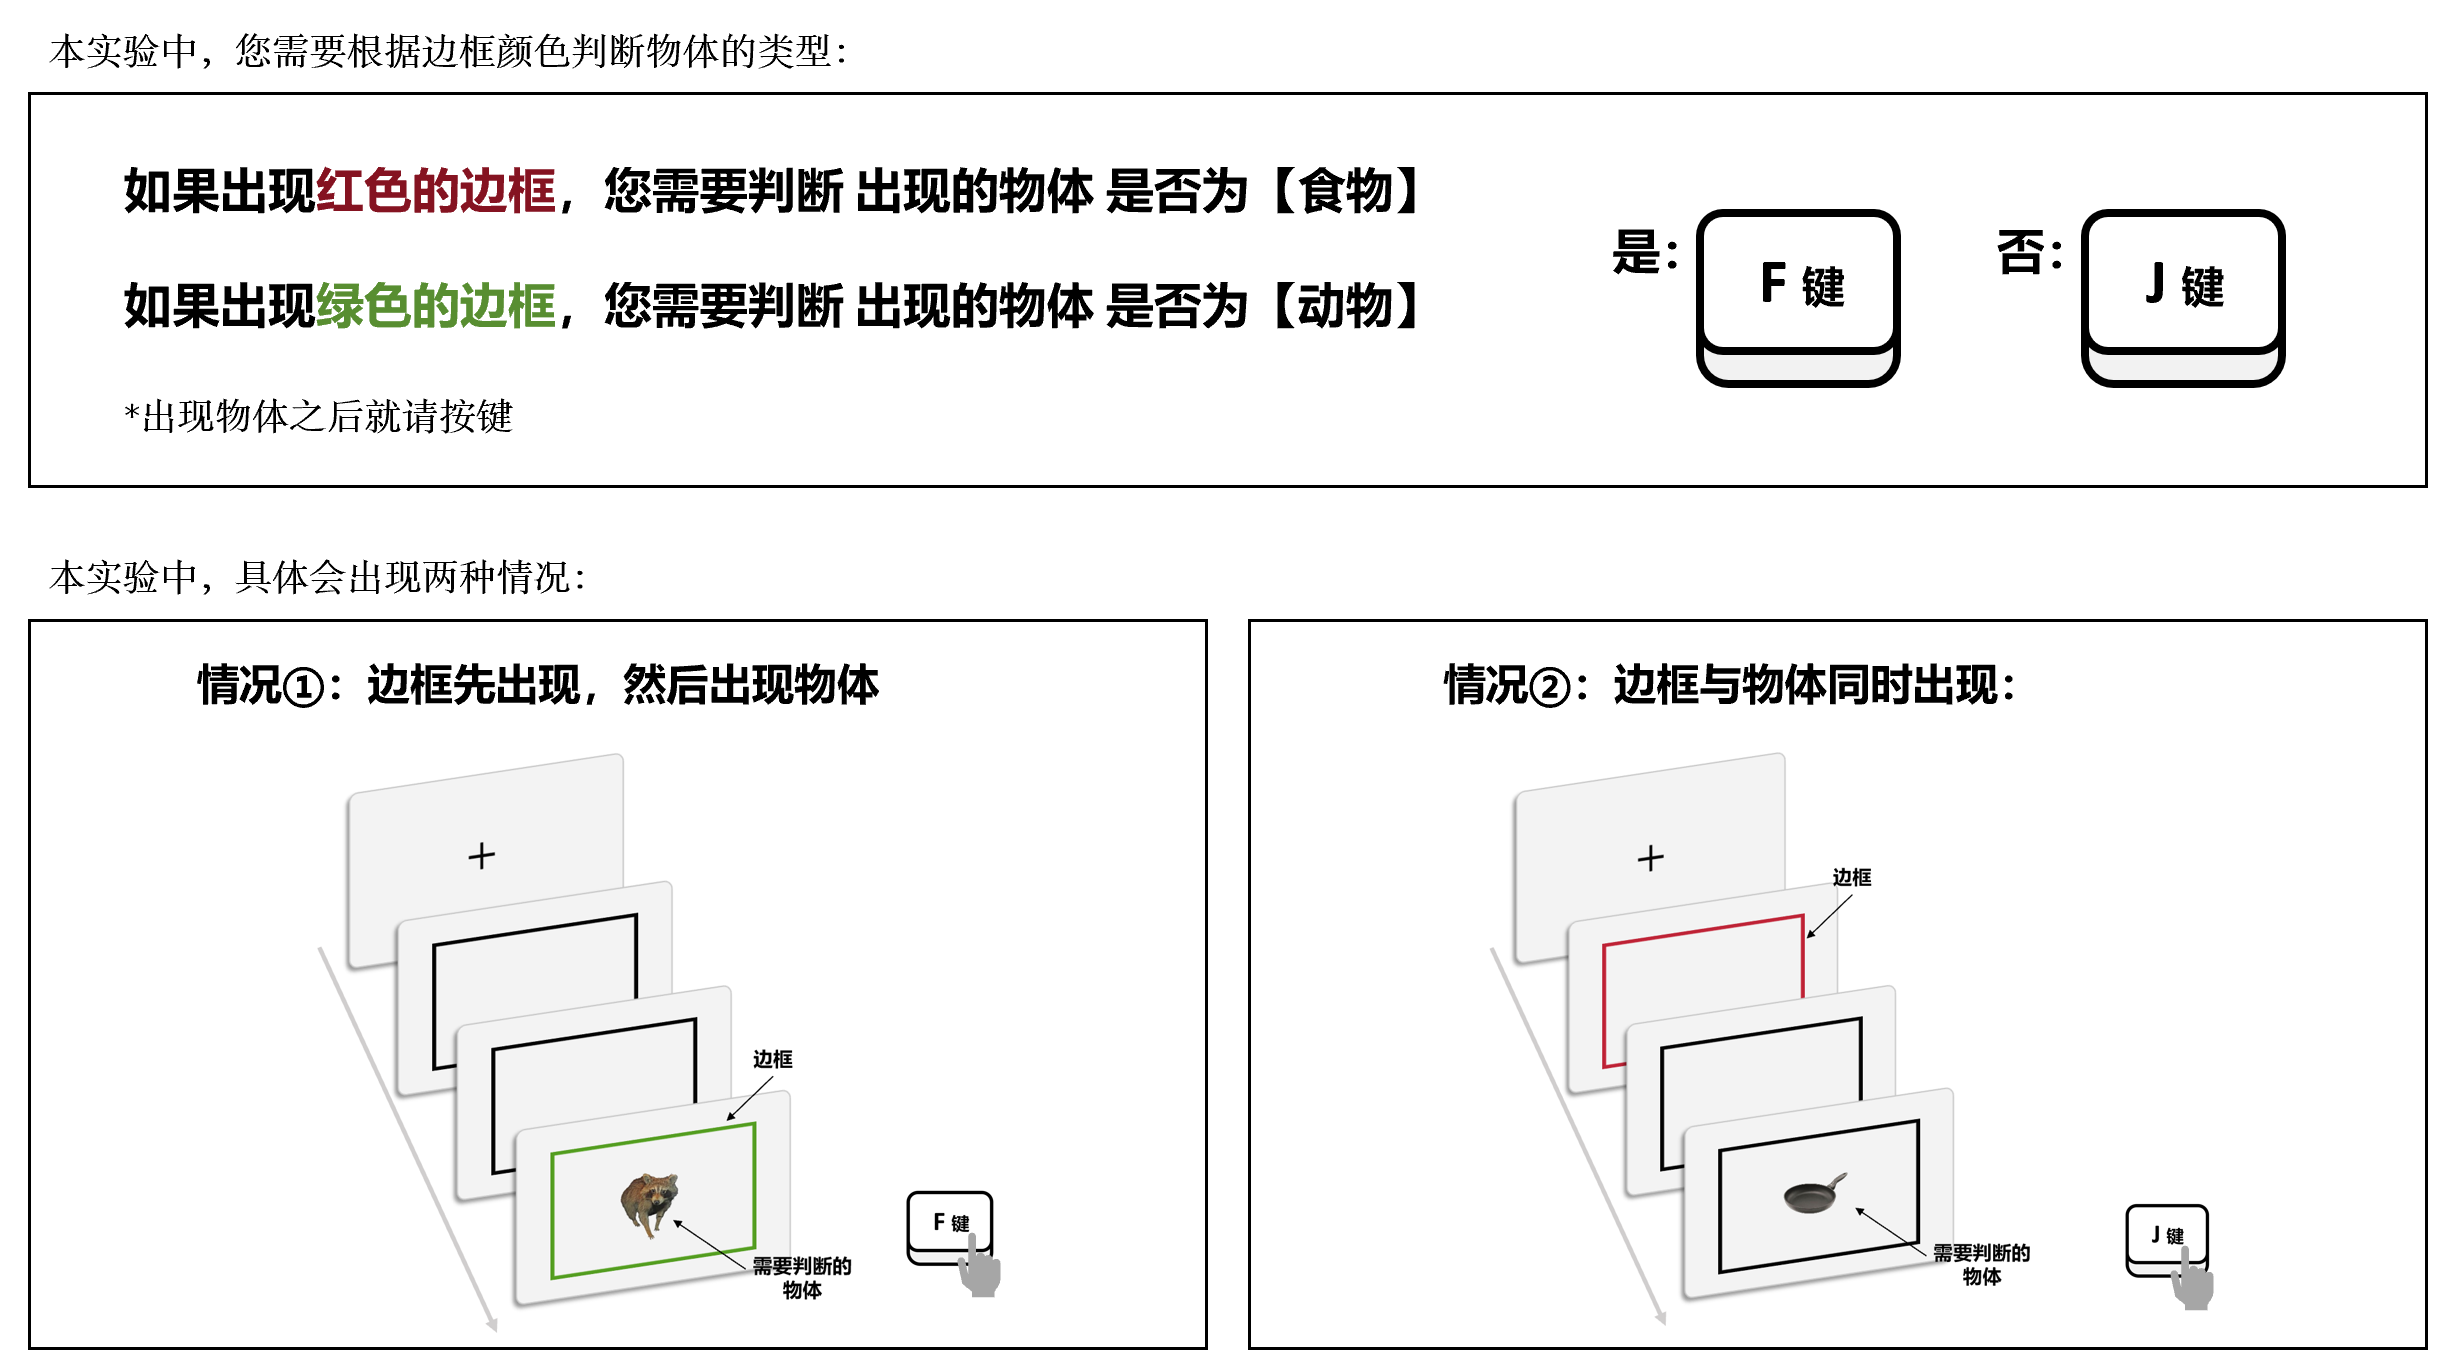 本实验中，您需要根据边框颜色判断物体的类型：
如果出现红色的边框，您需要判断 出现的物体 是否为【食物】
如果出现绿色的边框，您需要判断 出现的物体 是否为【动物】
*出现物体之后就请按键
是： F 键 否： J 键
本实验中，具体会出现两种情况：
情况①：边框先出现，然后出现物体
边框
需要判断的
物体
F 键
情况②：边框与物体同时出现：
边框
需要判断的
物体
J 键